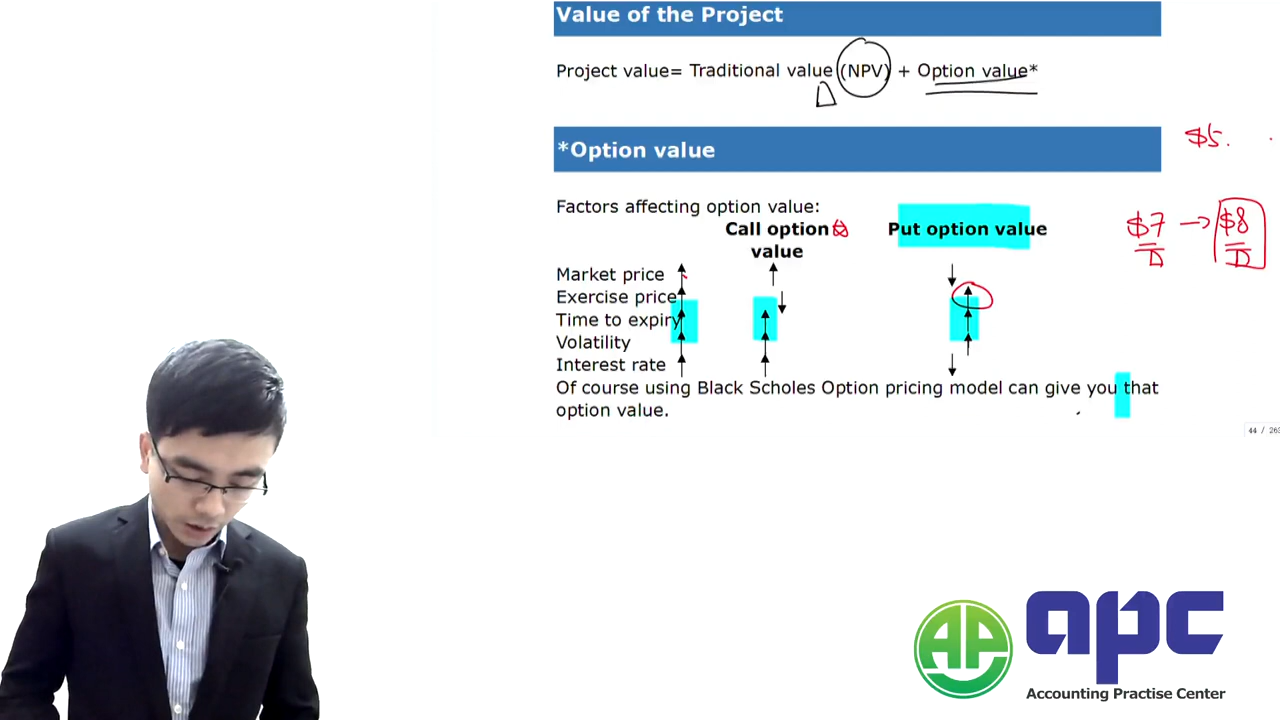 Value of the Project
Project value= Traditional value (NPV) + Option value*
*Option value
$5.
Factors affecting option value:
Call option value
Put option value
$7 → $8
Market price
Exercise price
Time to expiry
Volatility
Interest rate
Of course using Black Scholes Option pricing model can give you that
option value.
44 / 263
AP
apc
Accounting Practise Center